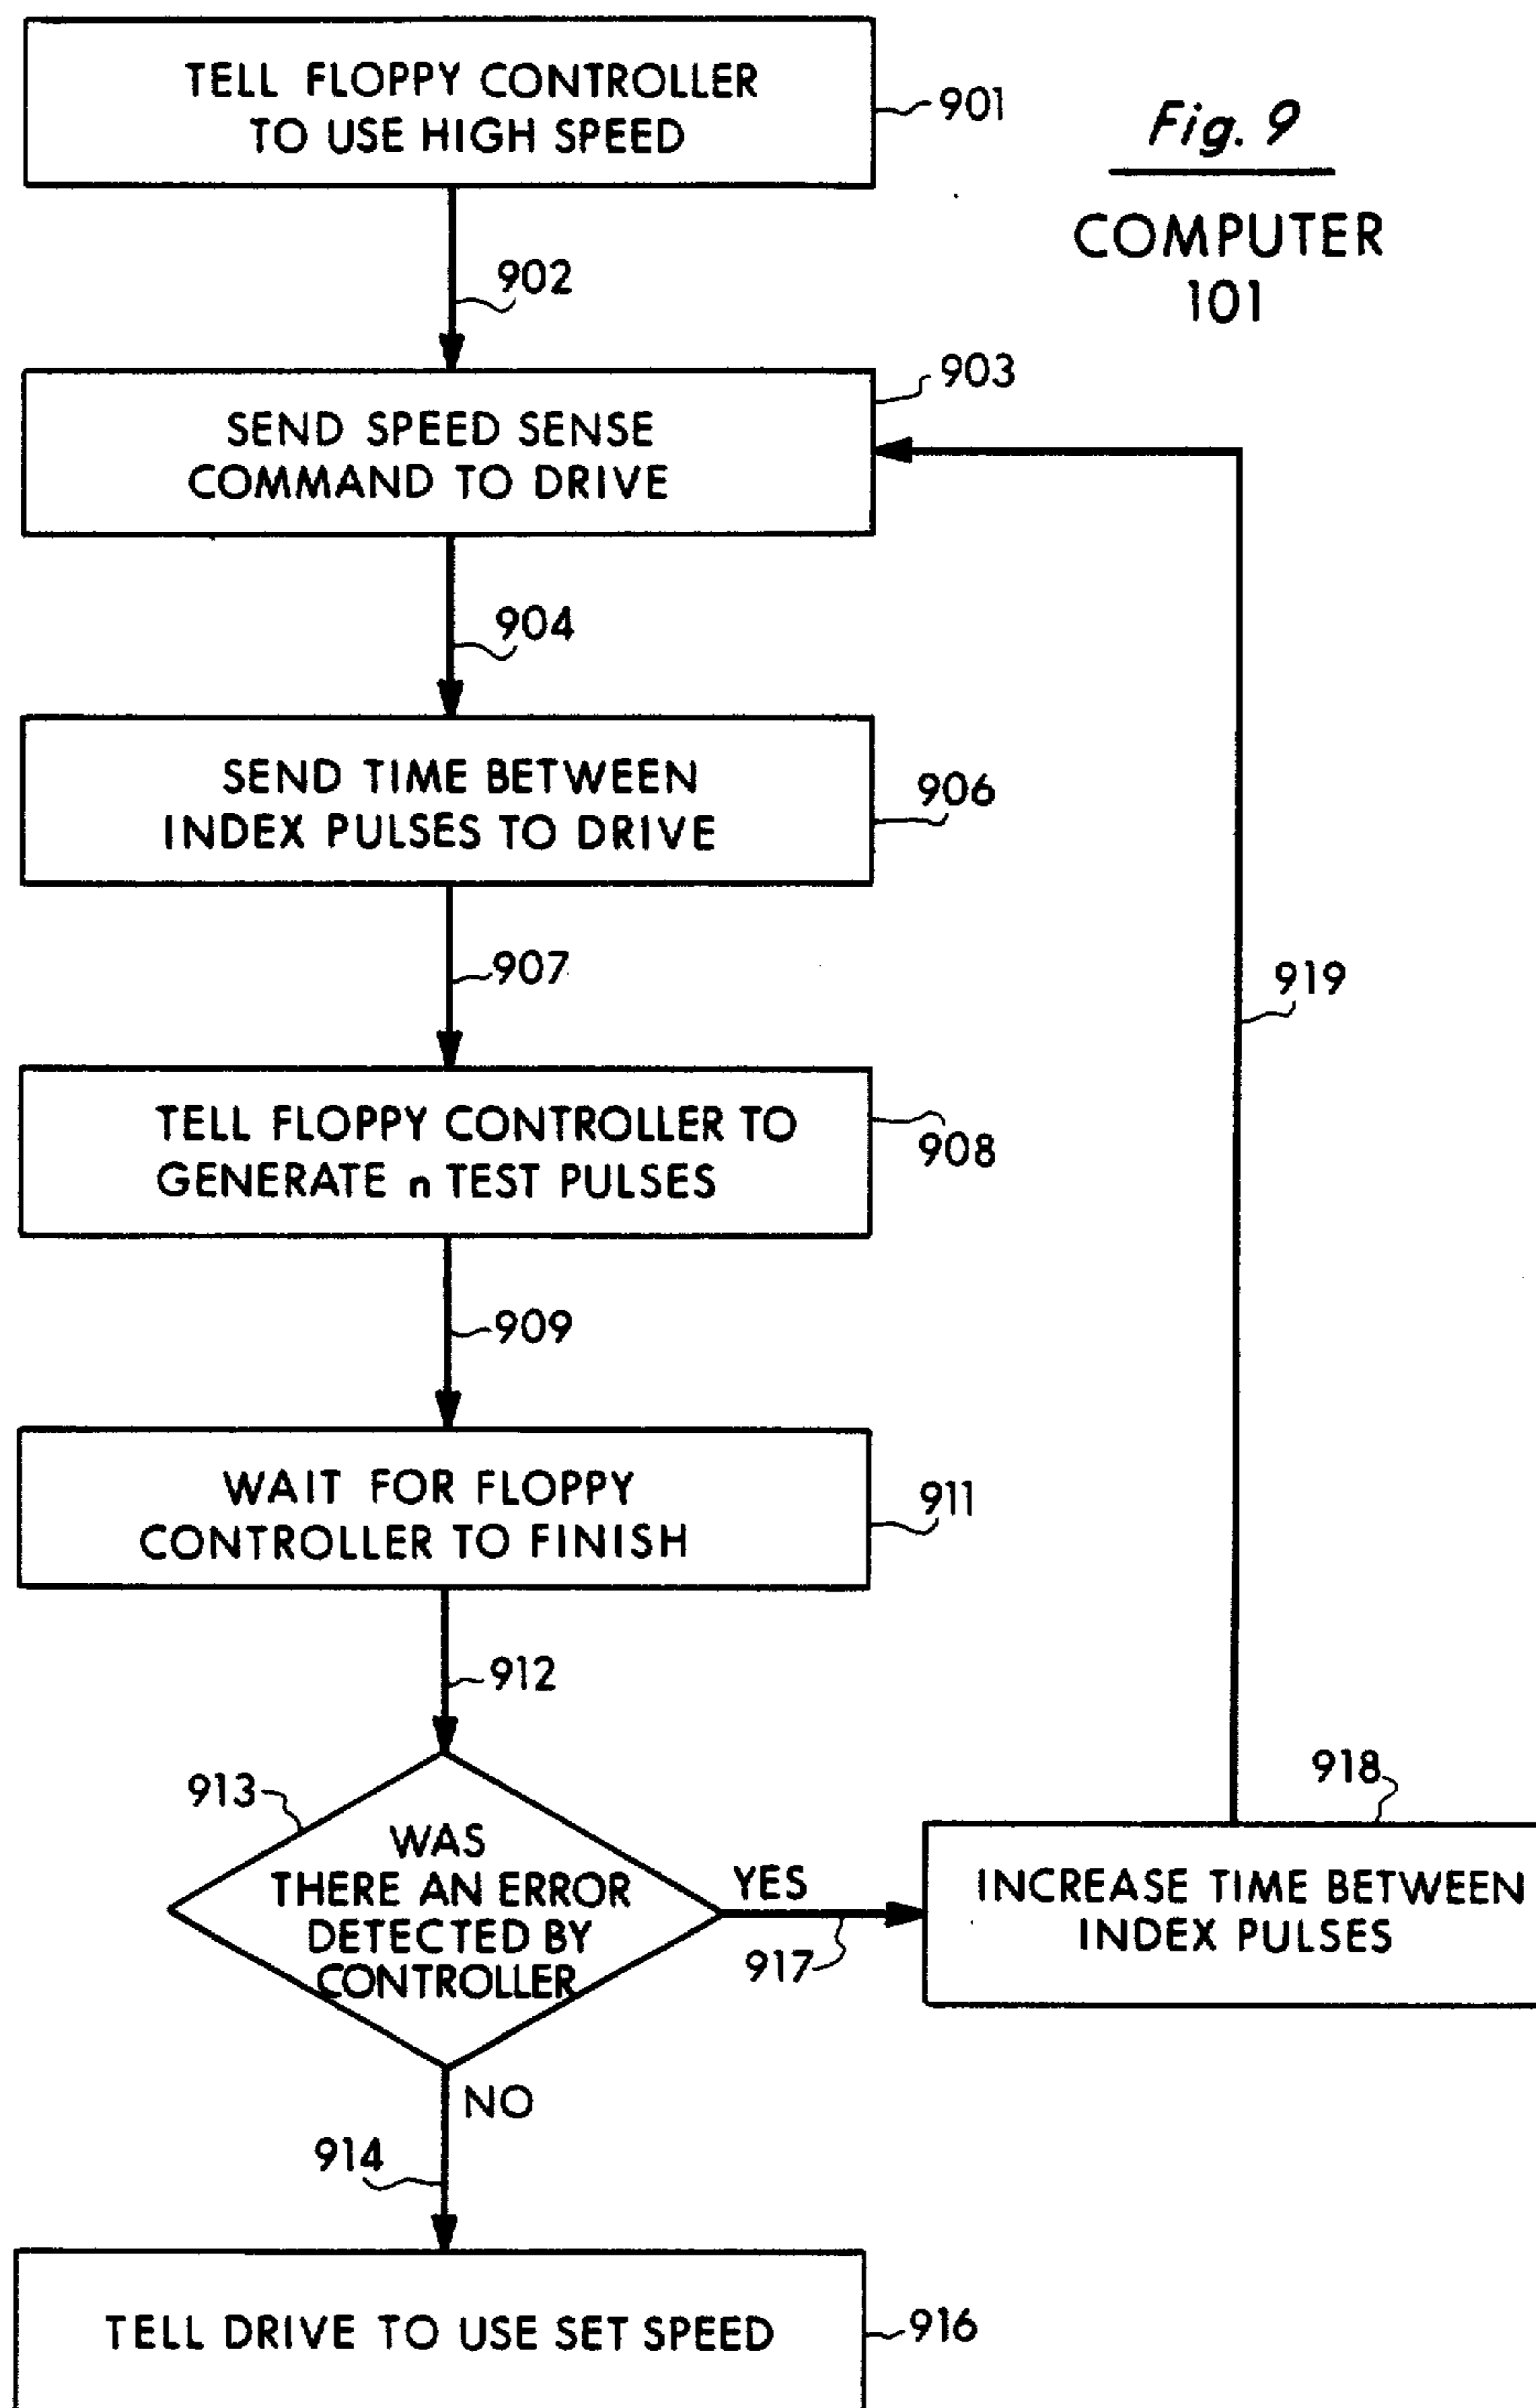 TELL FLOPPY CONTROLLER
TO USE HIGH SPEED
901
Fig. 9
COMPUTER
101
902
903
SEND SPEED SENSE
COMMAND TO DRIVE
904
SEND TIME BETWEEN
INDEX PULSES TO DRIVE
906
907
919
TELL FLOPPY CONTROLLER TO
GENERATE n TEST PULSES
908
909
WAIT FOR FLOPPY
CONTROLLER TO FINISH
911
912
913
WAS
THERE AN ERROR
DETECTED BY
CONTROLLER
YES
917
918
INCREASE TIME BETWEEN
INDEX PULSES
NO
914
TELL DRIVE TO USE SET SPEED
916